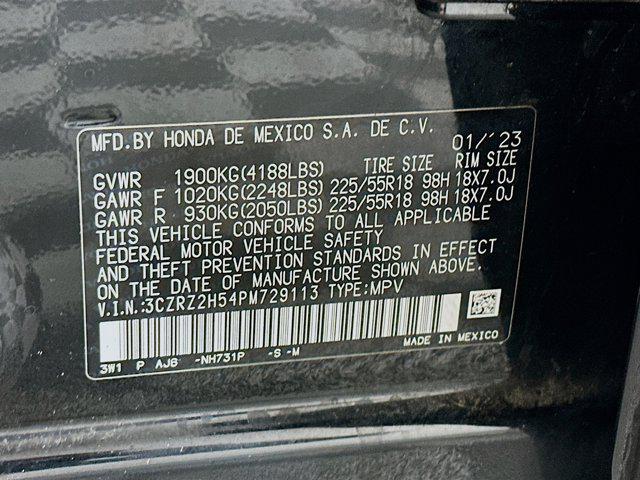 MFD.BY HONDA DE MEXICO S.A. DE C.V. 01/'23
GVWR 1900KG(4188LBS) TIRE SIZE RIM SIZE
GAWR F 1020KG(2248LBS) 225/55R18 98H 18X7.0J
GAWR R 930KG(2050LBS) 225/55R18 98H 18X7.0J
THIS VEHICLE CONFORMS TO ALL APPLICABLE
FEDERAL MOTOR VEHICLE SAFETY
AND THEFT PREVENTION STANDARDS IN EFFECT
ON THE DATE OF MANUFACTURE SHOWN ABOVE.
V.I.N.:3CZRZ2H54PM729113 TYPE:MPV
MADE IN MEXICO
3W1 P AJ6 -NH731P -S -M